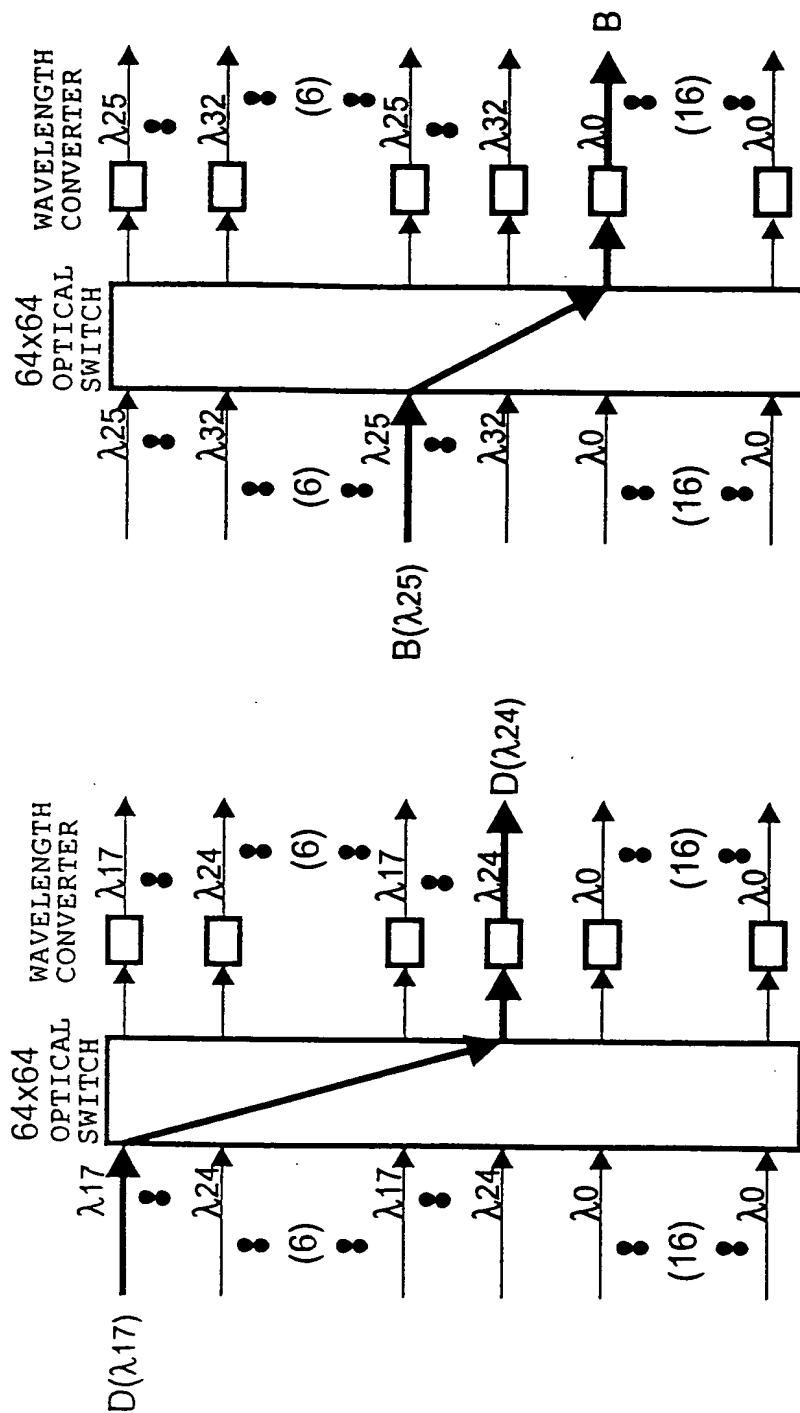 64x64
OPTICAL
SWITCH
WAVELENGTH
CONVERTER
D(λ17)
λ17
λ17
λ24
λ24
(6)
(6)
λ17
λ17
λ24
λ24
D(λ24)
λ0
λ0
(16)
(16)
λ0
λ0
64x64
OPTICAL
SWITCH
WAVELENGTH
CONVERTER
λ25
λ25
λ32
λ32
(6)
(6)
B(λ25)
λ25
λ25
λ32
λ32
λ0
λ0
B
(16)
(16)
λ0
λ0